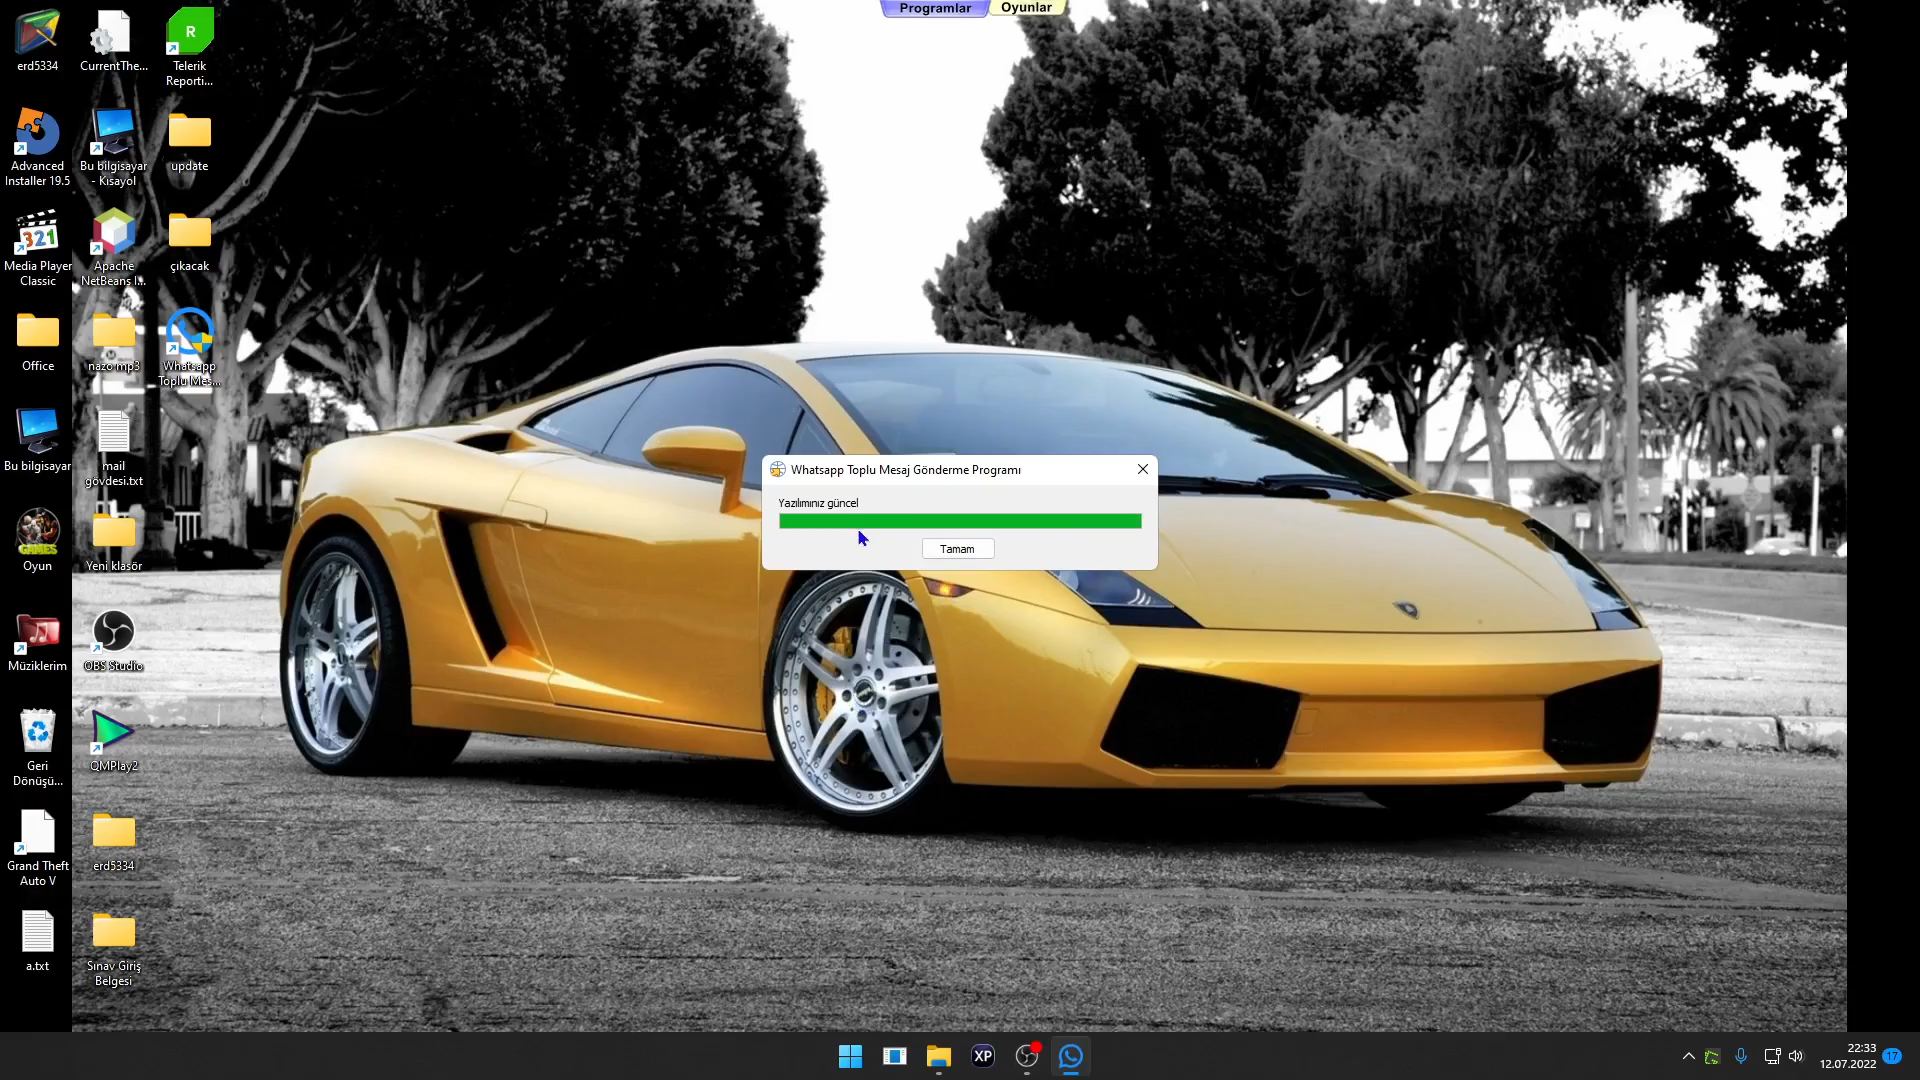 Programlar
Oyunlar
erd5334
CurrentThe...
R
Telerik
Reporti...
Advanced
Installer 19.5
Bu bilgisayar
- Kısayol
update
321
Media Player
Classic
Apache
NetBeans I...
çıkacak
Office
nazo mp3
Whatsapp
Toplu Mes...
Bu bilgisayar
mail
gövdesi.txt
Whatsapp Toplu Mesaj Gönderme Programı
Yazılımınız güncel
Tamam
GAMES
Oyun
Yeni klasör
Müziklerim
OBS Studio
Geri
Dönüşü...
QMPlay2
Grand Theft
Auto V
erd5334
a.txt
Sınav Giriş
Belgesi
XP
22:33
12.07.2022
17